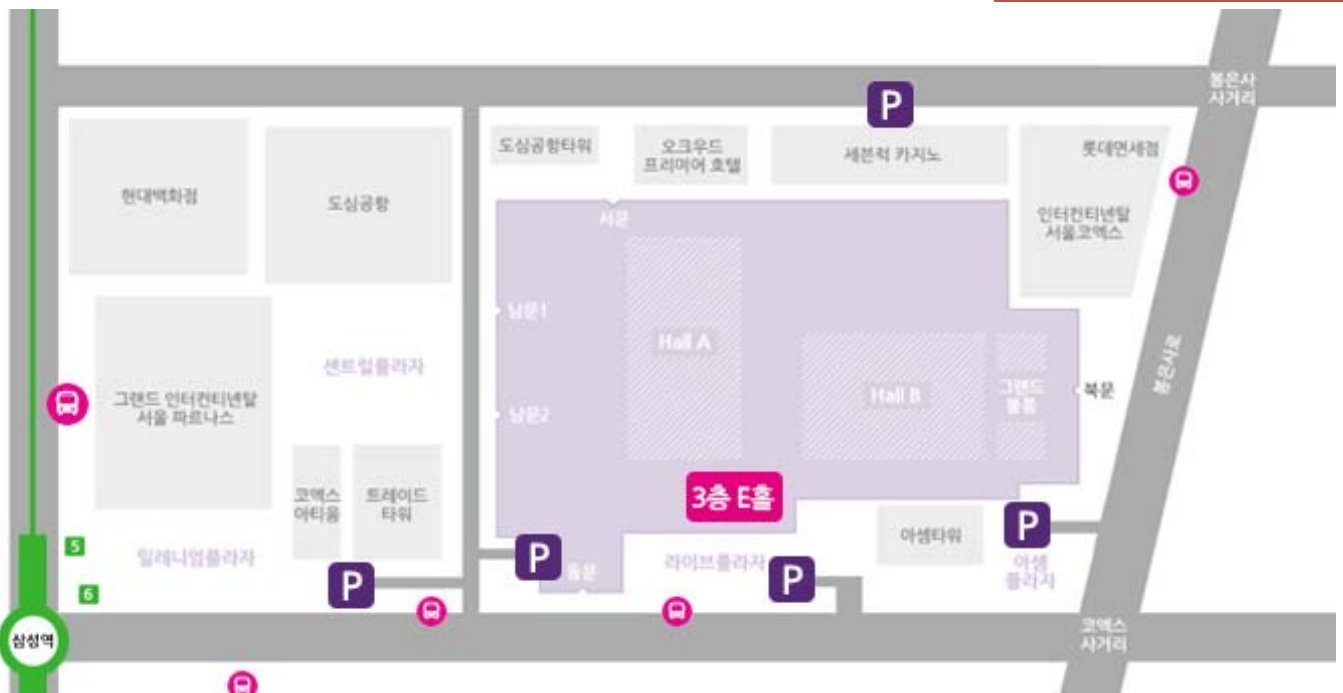 봉은사
사거리
P
도심공항타워
오크우드
프리미어 호텔
세븐럭 카지노
롯데면세점
현대백화점
도심공항
인터컨티넨탈
서울코엑스
서문
남문1
Hall A
센트럴플라자
봉은사로
그랜드 인터컨티넨탈
서울 파르나스
남문2
Hall B
그랜드
볼룸
북문
코엑스
아티움
트레이드
타워
3층 E홀
아셈타워
P
5
밀레니엄플라자
P
라이브플라자
아셈
플라자
P
동문
P
6
삼성역
코엑스
사거리